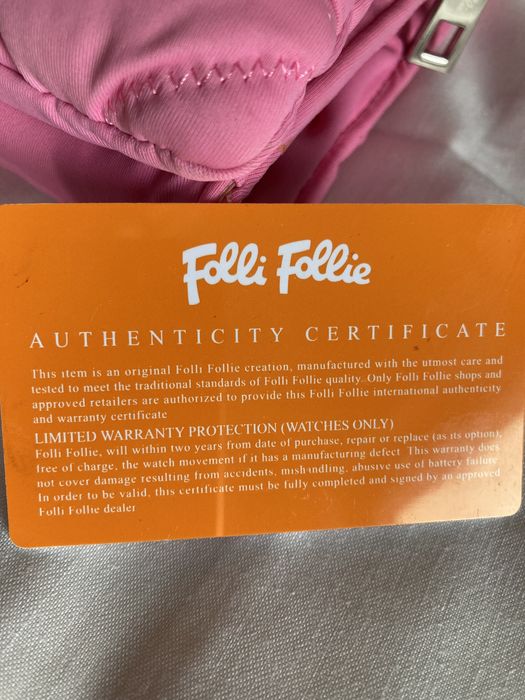 Folli Follie
AUTHENTICITY CERTIFICATE
This item is an original Folli Follie creation, manufactured with the utmost care and
tested to meet the traditional standards of Folli Follie quality. Only Folli Follie shops and
approved retailers are authorized to provide this Folli Follie international authenticity
and warranty certificate
LIMITED WARRANTY PROTECTION (WATCHES ONLY)
Folli Follie, will within two years from date of purchase, repair or replace (as its option),
free of charge, the watch movement if it has a manufacturing defect. This warranty does
not cover damage resulting from accidents, mishindling, abusive use of battery failure
In order to be valid, this certificate must be fully completed and signed by an approved
Folli Follie dealer